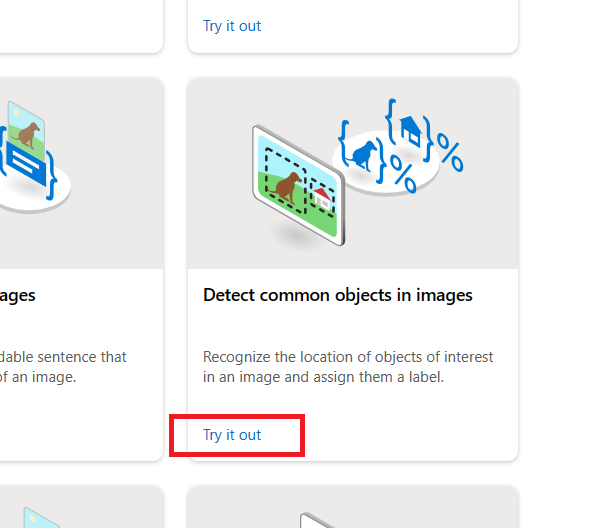 Try it out
ages
dable sentence that
of an image.
Detect common objects in images
Recognize the location of objects of interest
in an image and assign them a label.
Try it out